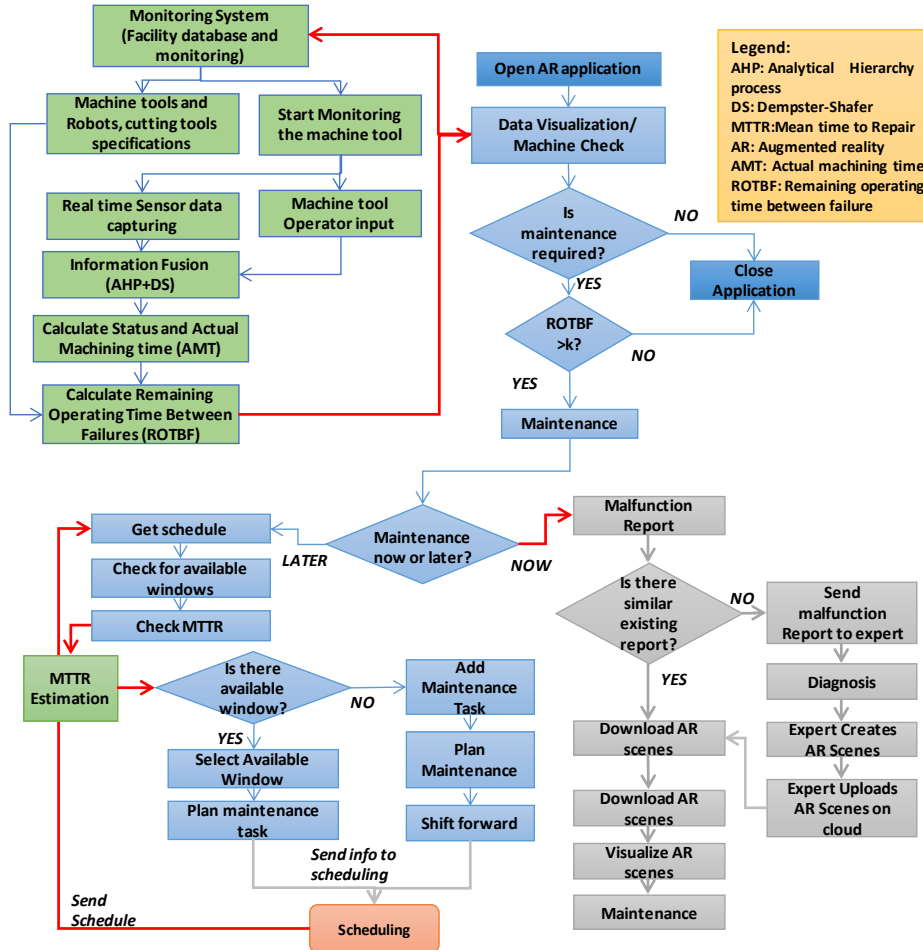 Monitoring System
(Facility database and
monitoring)
Machine tools and
Robots, cutting tools
specifications
Start Monitoring
the machine tool
Real time Sensor data
capturing
Machine tool
Operator input
Information Fusion
(AHP+DS)
Calculate Status and Actual
Machining time (AMT)
Calculate Remaining
Operating Time Between
Failures (ROTBF)
Open AR application
Data Visualization/
Machine Check
Is
maintenance
required?
NO
YES
Close
Application
ROTBF
>k?
NO
YES
Maintenance
Legend:
AHP: Analytical Hierarchy
process
DS: Dempster-Shafer
MTTR:Mean time to Repair
AR: Augmented reality
AMT: Actual machining time
ROTBF: Remaining operating
time between failure
Maintenance
now or later?
LATER
NOW
Get schedule
Check for available
windows
Check MTTR
MTTR
Estimation
Is there
available
window?
NO
YES
Add
Maintenance
Task
Plan
Maintenance
Shift forward
Select Available
Window
Plan maintenance
task
Send info to
scheduling
Send
Schedule
Scheduling
Malfunction
Report
Is there
similar
existing
report?
NO
YES
Send
malfunction
Report to expert
Diagnosis
Expert Creates
AR Scenes
Expert Uploads
AR Scenes on
cloud
Download AR
scenes
Download AR
scenes
Visualize AR
scenes
Maintenance